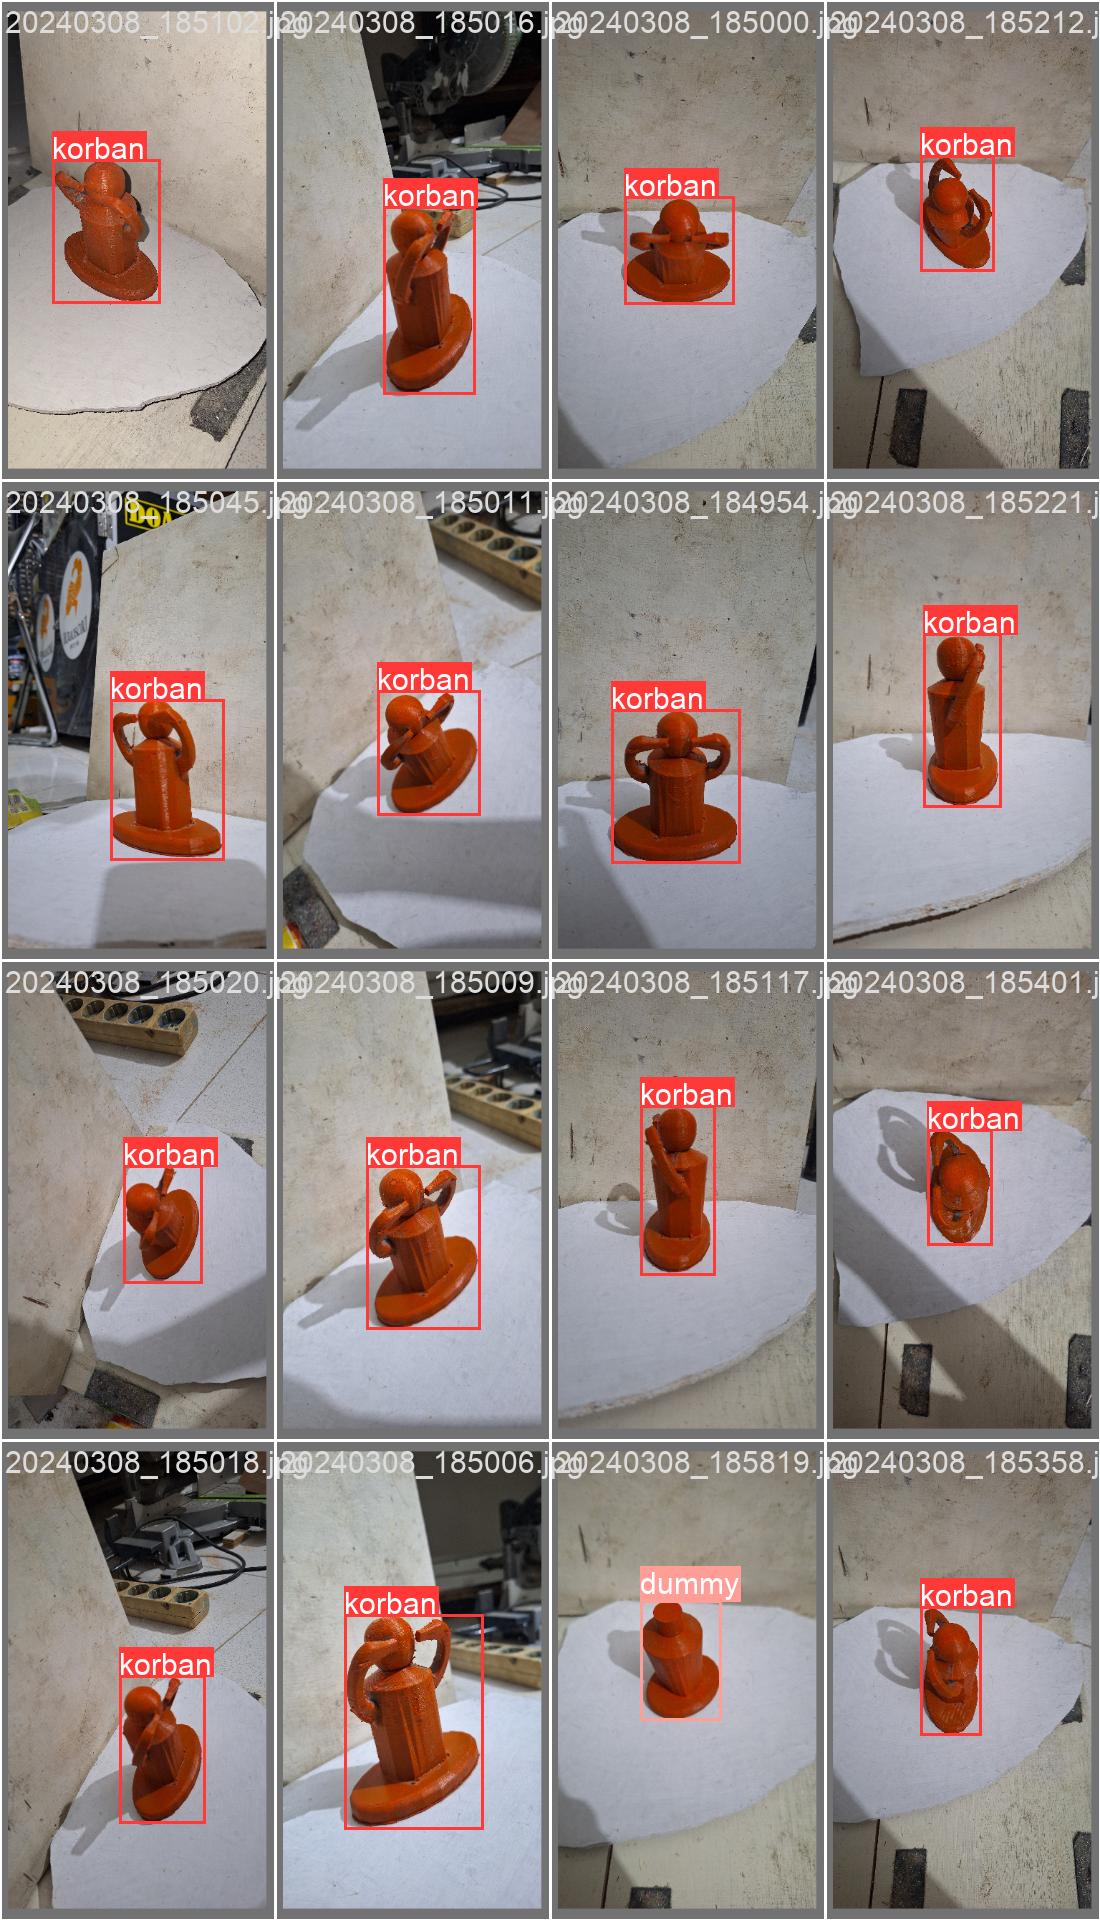 20240308_185102.jpg
20240308_185016.jpg
20240308_185000.jpg
20240308_185212.j
korban
korban
korban
korban
20240308_185045.jpg
20240308_185011.jpg
20240308_184954.jpg
20240308_185221.j
korban
korban
korban
korban
20240308_185020.jpg
20240308_185009.jpg
20240308_185117.jpg
20240308_185401.j
korban
korban
korban
korban
20240308_185018.jpg
20240308_185006.jpg
20240308_185819.jpg
20240308_185358.j
korban
korban
dummy
korban